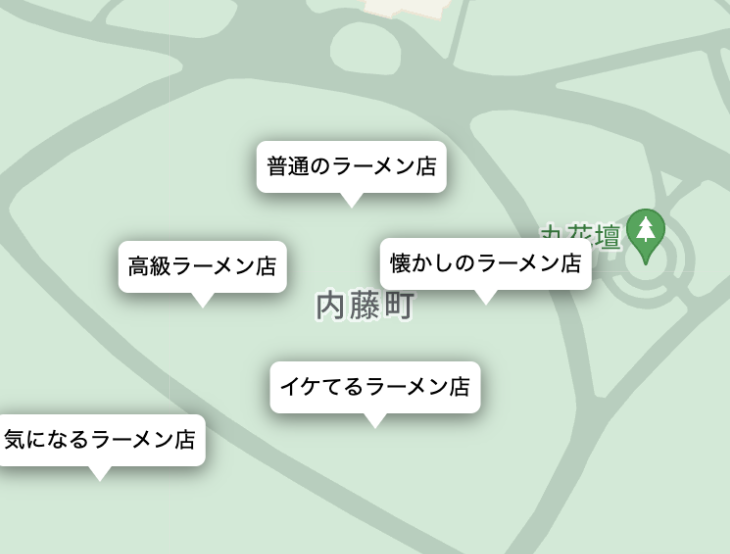 普通のラーメン店
丸花壇
高級ラーメン店
懐かしのラーメン店
内藤町
イケてるラーメン店
気になるラーメン店